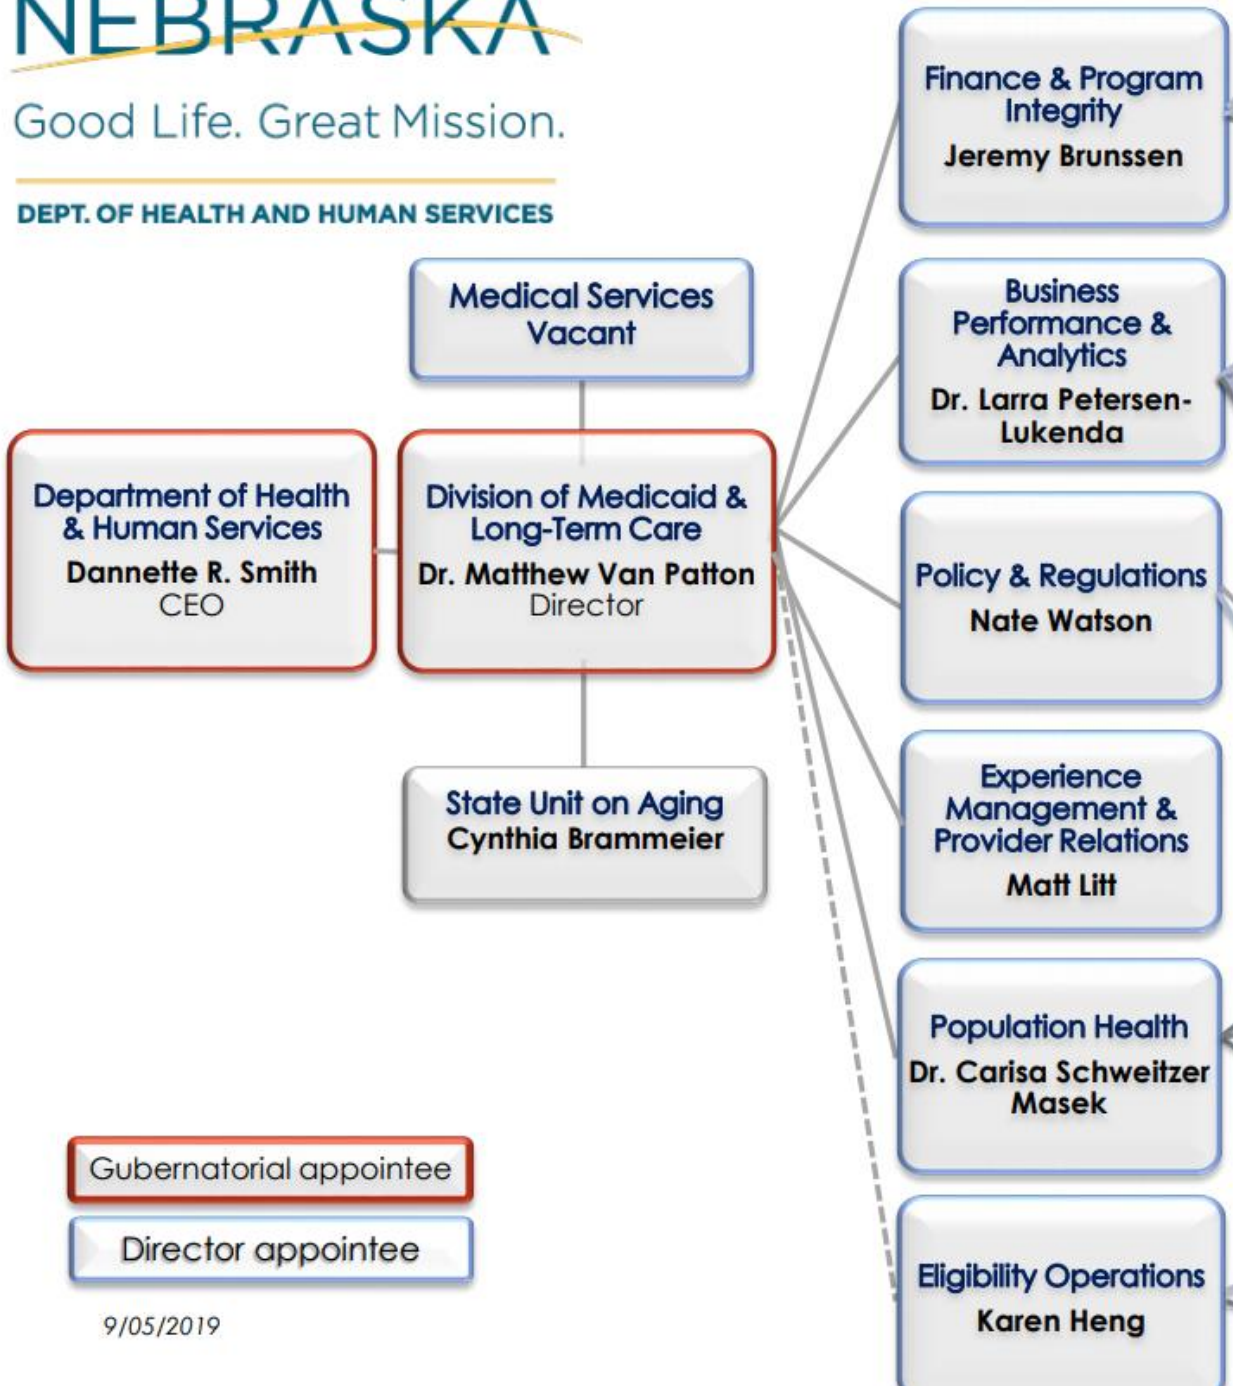 NEBRASKA
Good Life. Great Mission.
DEPT. OF HEALTH AND HUMAN SERVICES
Medical Services
Vacant
Department of Health
& Human Services
Dannette R. Smith
CEO
Division of Medicaid &
Long-Term Care
Dr. Matthew Van Patton
Director
State Unit on Aging
Cynthia Brammeier
Finance & Program
Integrity
Jeremy Brunssen
Business
Performance &
Analytics
Dr. Larra Petersen-
Lukenda
Policy & Regulations
Nate Watson
Experience
Management &
Provider Relations
Matt Litt
Population Health
Dr. Carisa Schweitzer
Masek
Eligibility Operations
Karen Heng
Gubernatorial appointee
Director appointee
9/05/2019